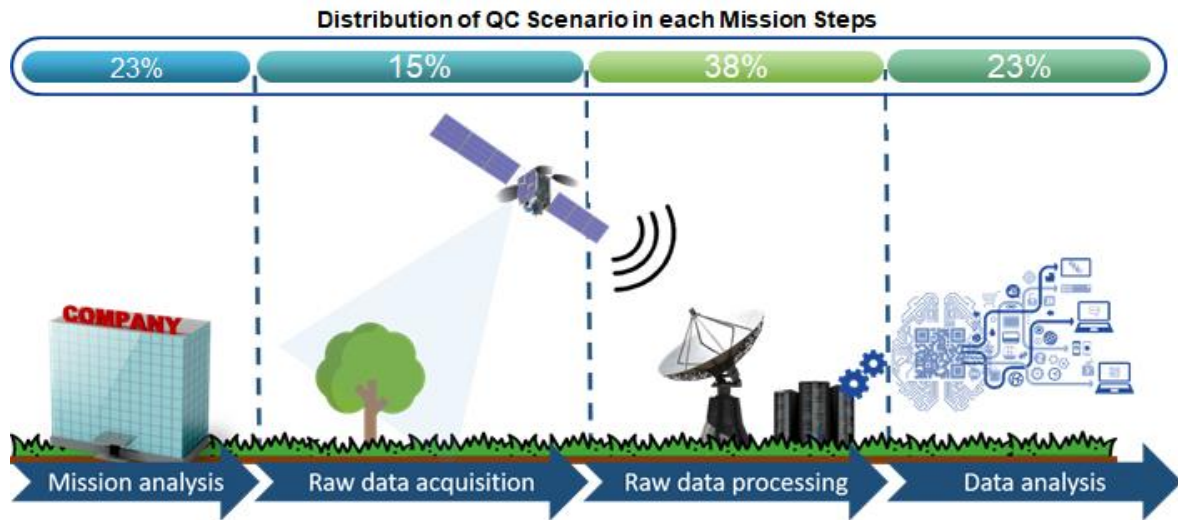 Distribution of QC Scenario in each Mission Steps
23%
15%
38%
23%
COMPANY
Mission analysis
Raw data acquisition
Raw data processing
Data analysis